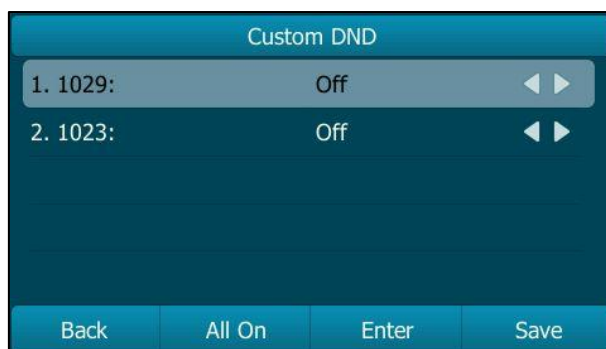 Custom DND
1. 1029: Off
2. 1023: Off
Back All On Enter Save